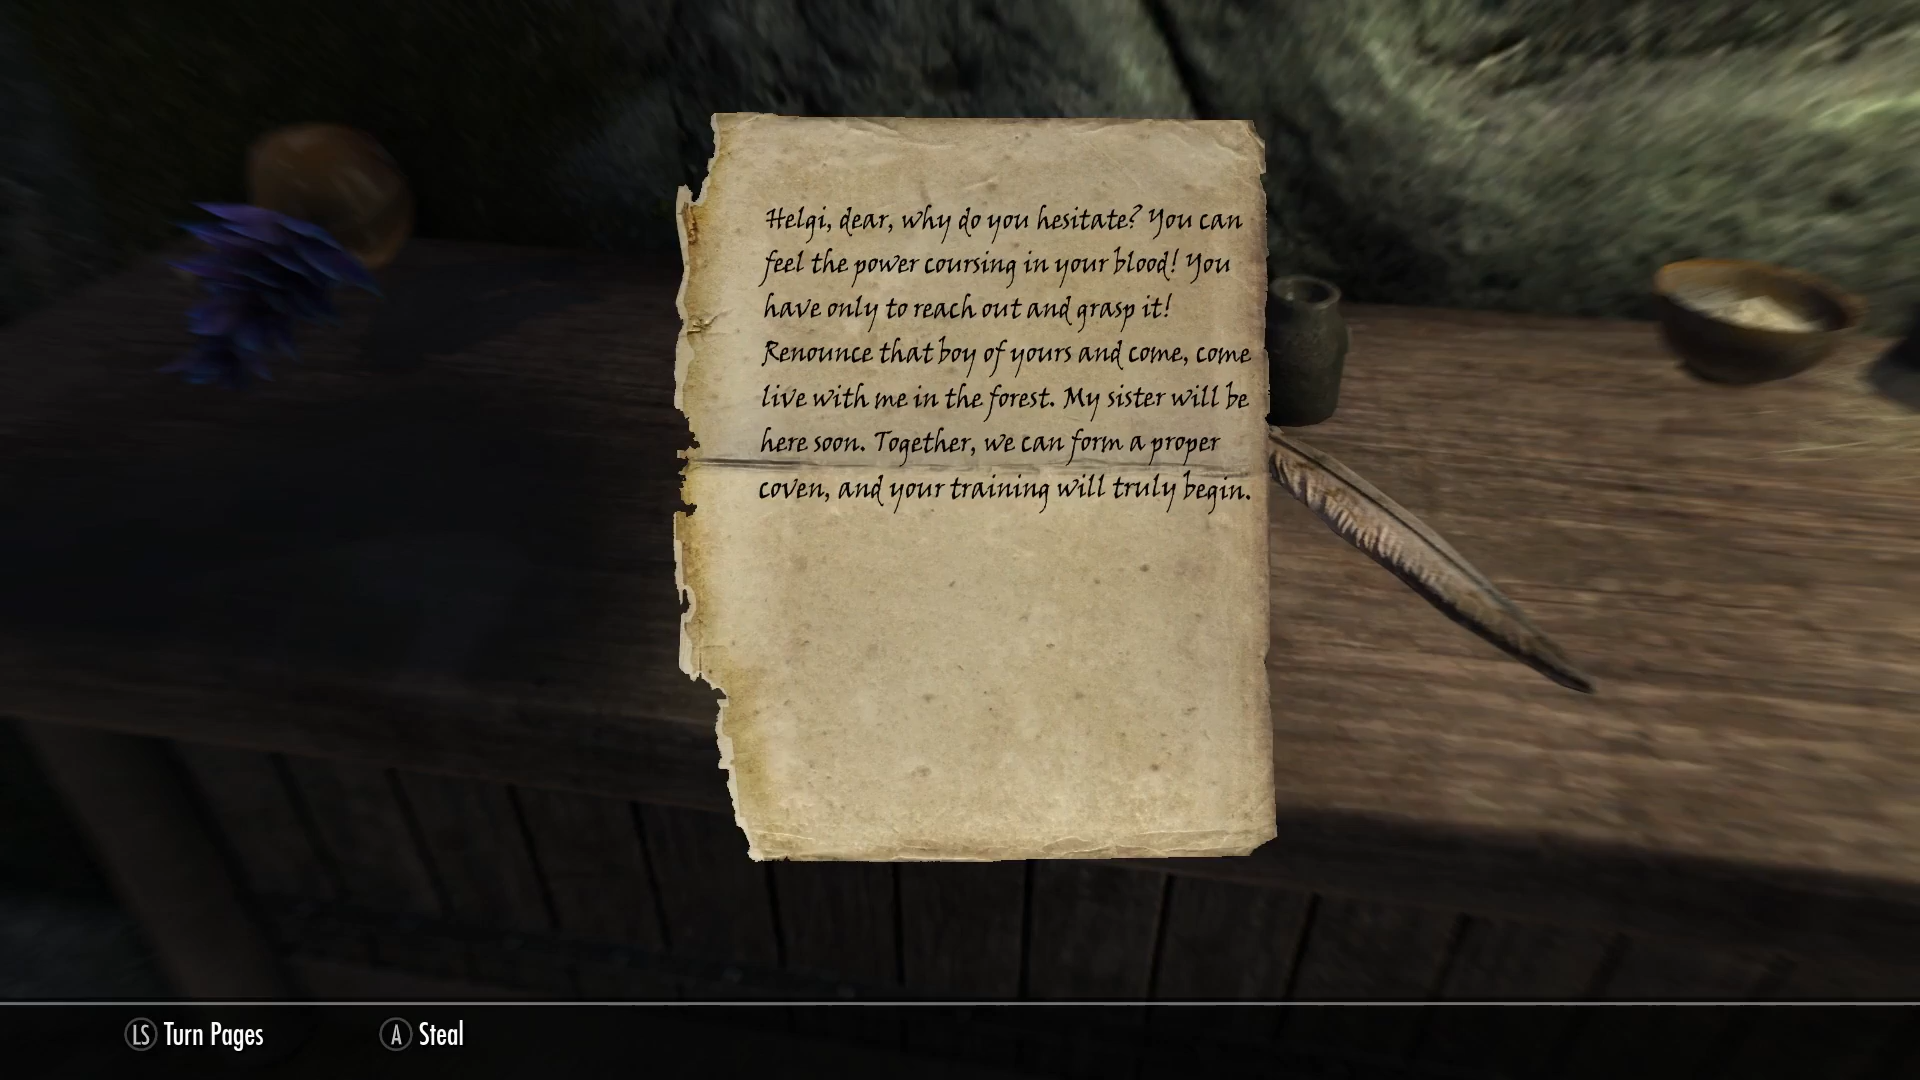 Helgi, dear, why do you hesitate? You can
feel the power coursing in your blood! You
have only to reach out and grasp it!
Renounce that boy of yours and come, come
live with me in the forest. My sister will be
here soon. Together, we can form a proper
coven, and your training will truly begin.
LS Turn Pages
A Steal